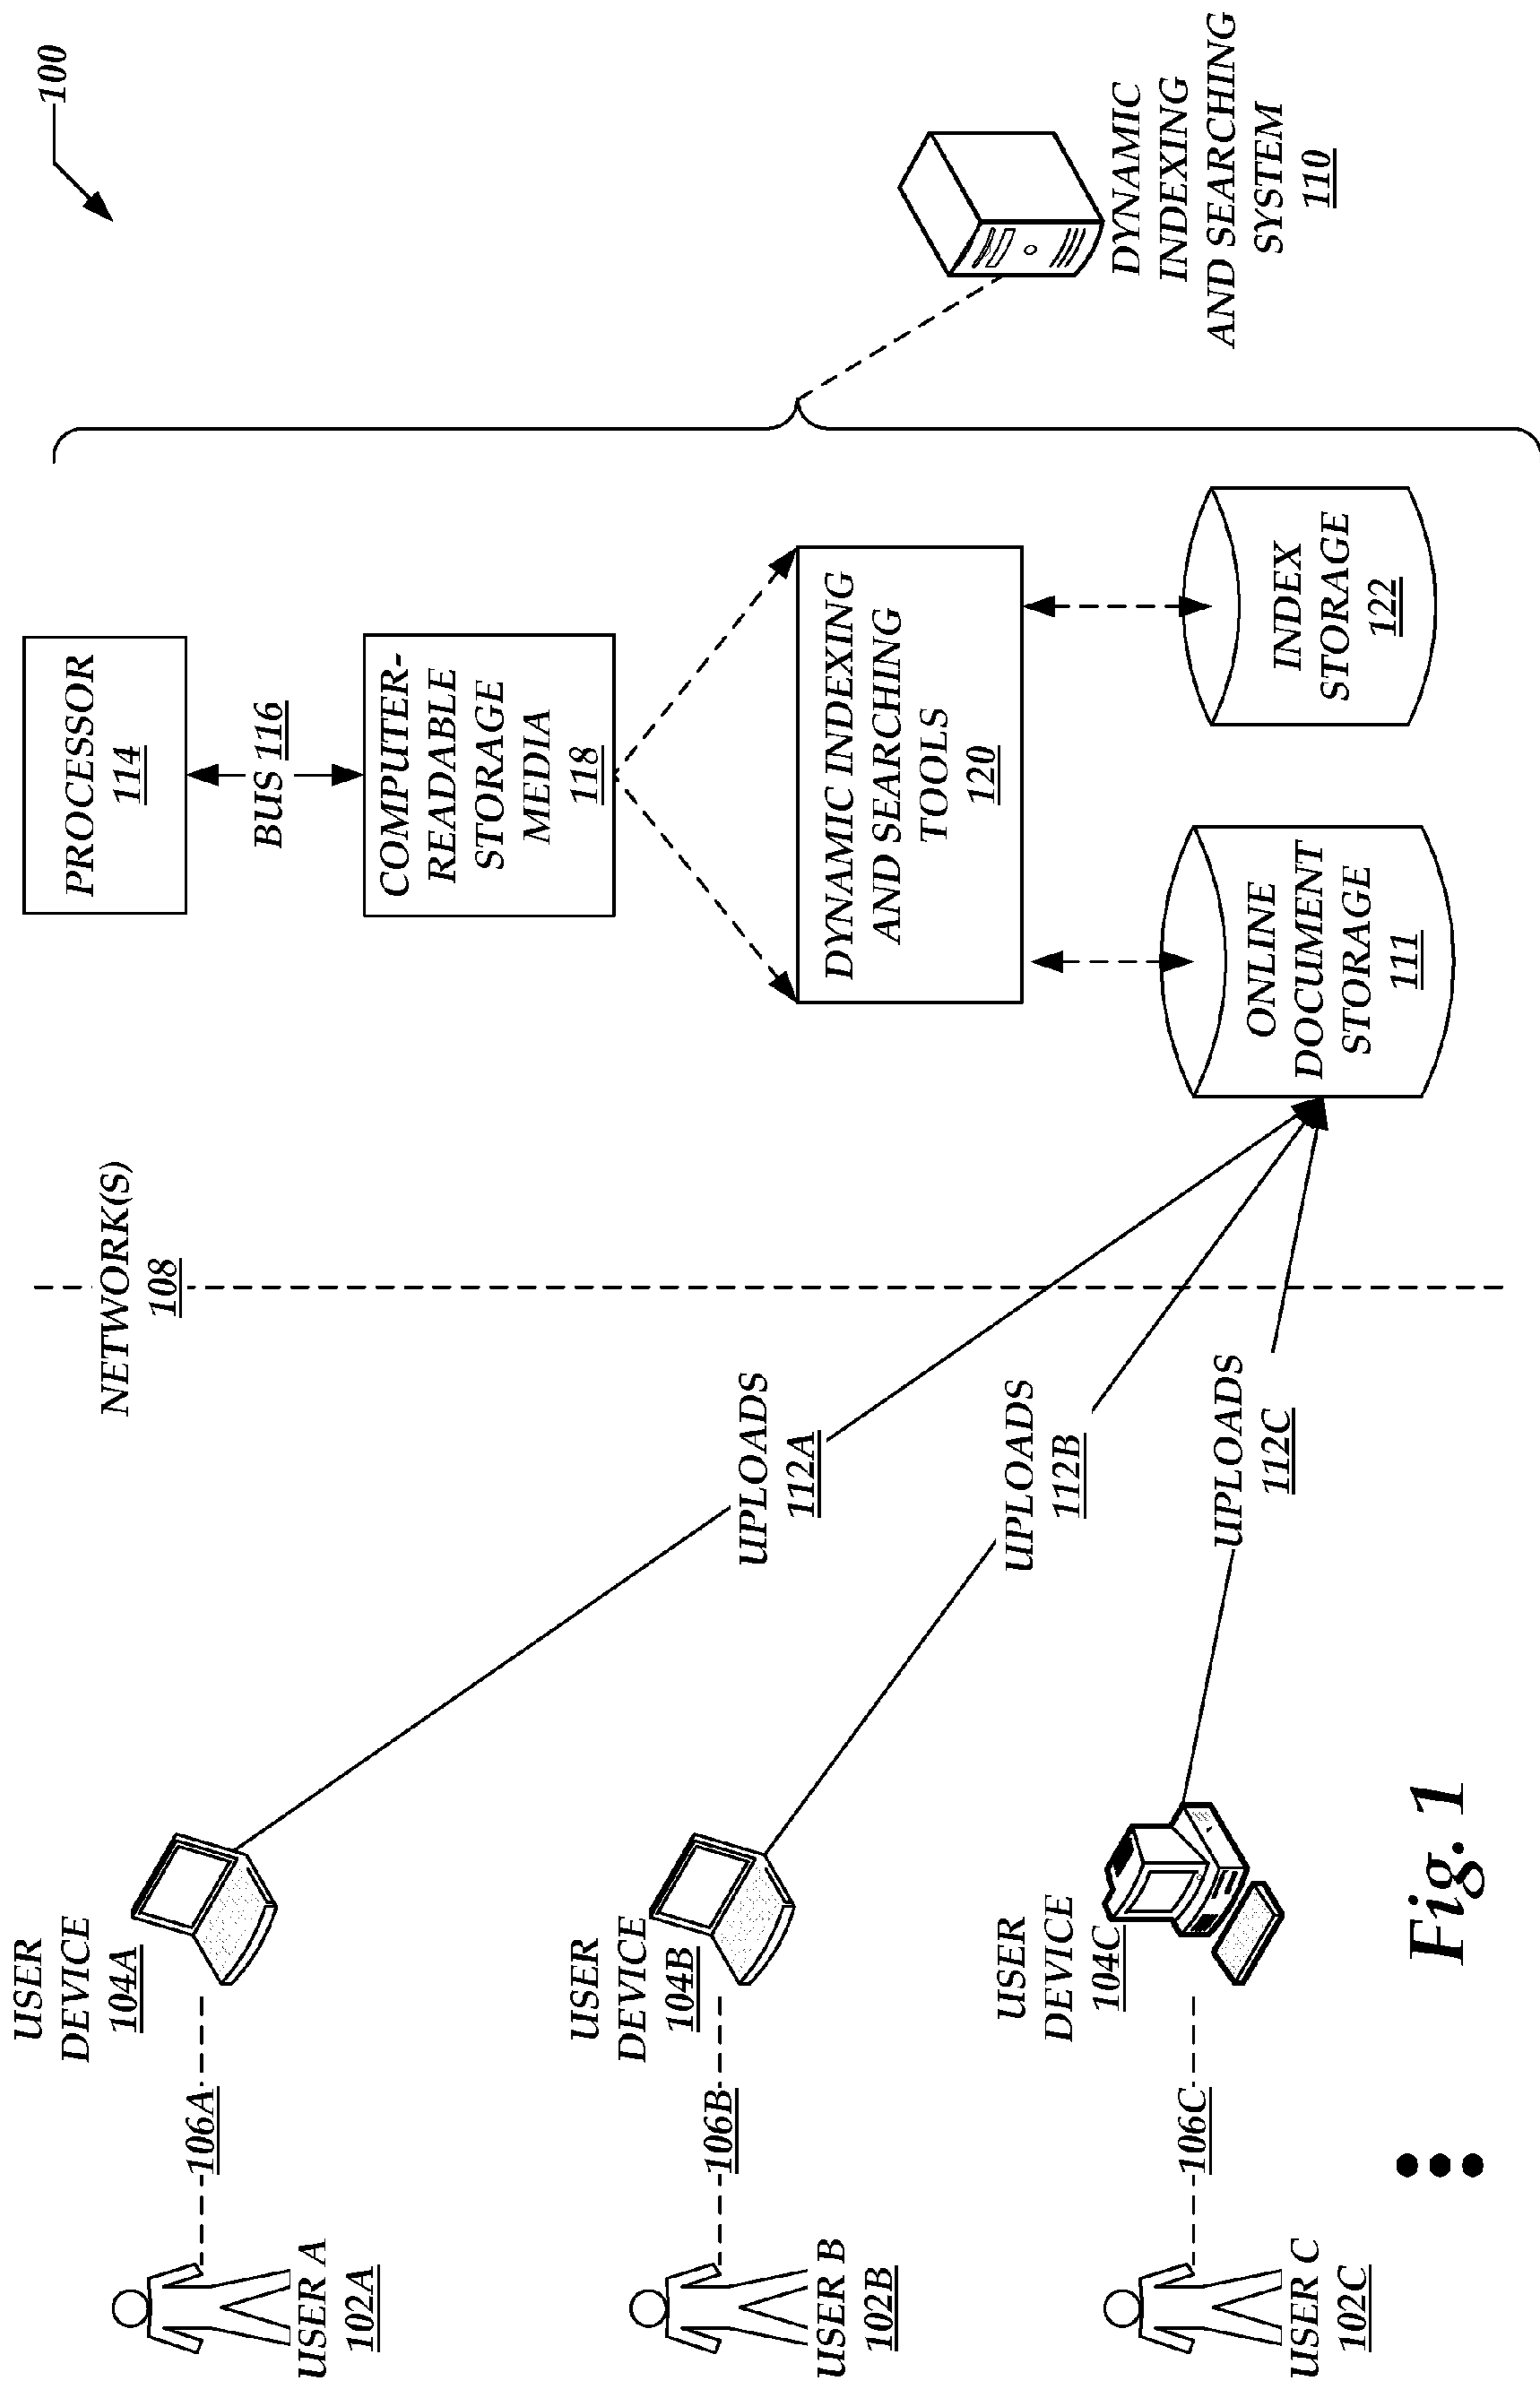 100
USER
DEVICE
104A
106A
USER A
102A
USER
DEVICE
104B
106B
USER B
102B
USER
DEVICE
104C
106C
USER C
102C
UPLOADS
112A
UPLOADS
112B
UPLOADS
112C
NETWORK(S)
108
PROCESSOR
114
BUS 116
COMPUTER-
READABLE
STORAGE
MEDIA
118
DYNAMIC INDEXING
AND SEARCHING
TOOLS
120
ONLINE
DOCUMENT
STORAGE
111
INDEX
STORAGE
122
DYNAMIC
INDEXING
AND SEARCHING
SYSTEM
110
Fig. 1